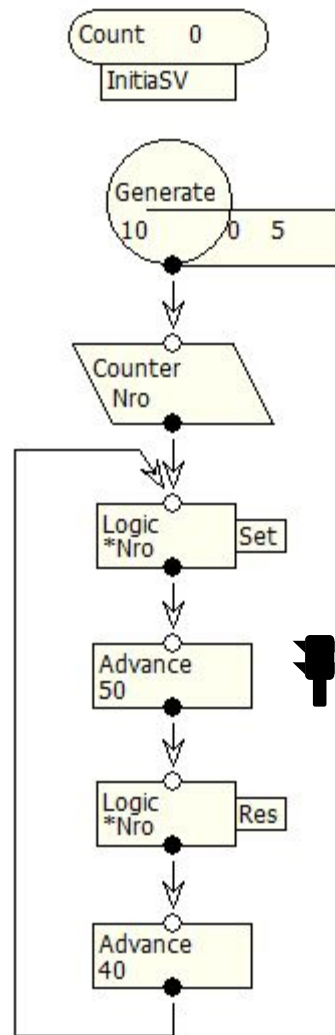 Count 0
InitiaSV
Generate
10 0 5
Counter
Nro
Logic
*Nro
Set
Advance
50
Logic
*Nro
Res
Advance
40